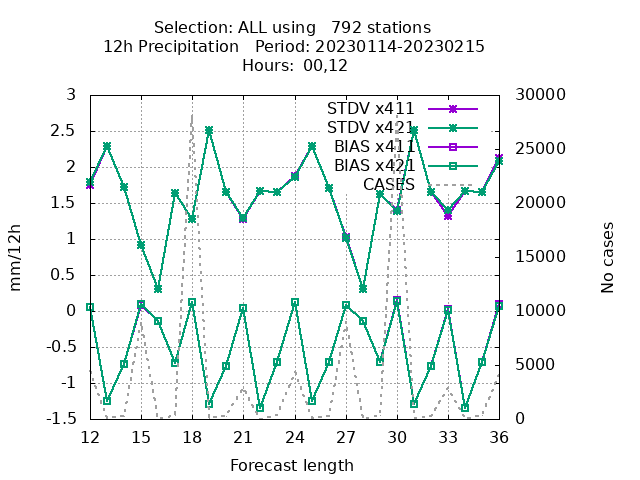 Selection: ALL using 792 stations
12h Precipitation Period: 20230114-20230215
Hours: 00,12
STDV x411
STDV x421
BIAS x411
BIAS x421
CASES
3
2.5
2
1.5
1
0.5
0
-0.5
-1
-1.5
mm/12h
30000
25000
20000
15000
10000
5000
0
No cases
12 15 18 21 24 27 30 33 36
Forecast length